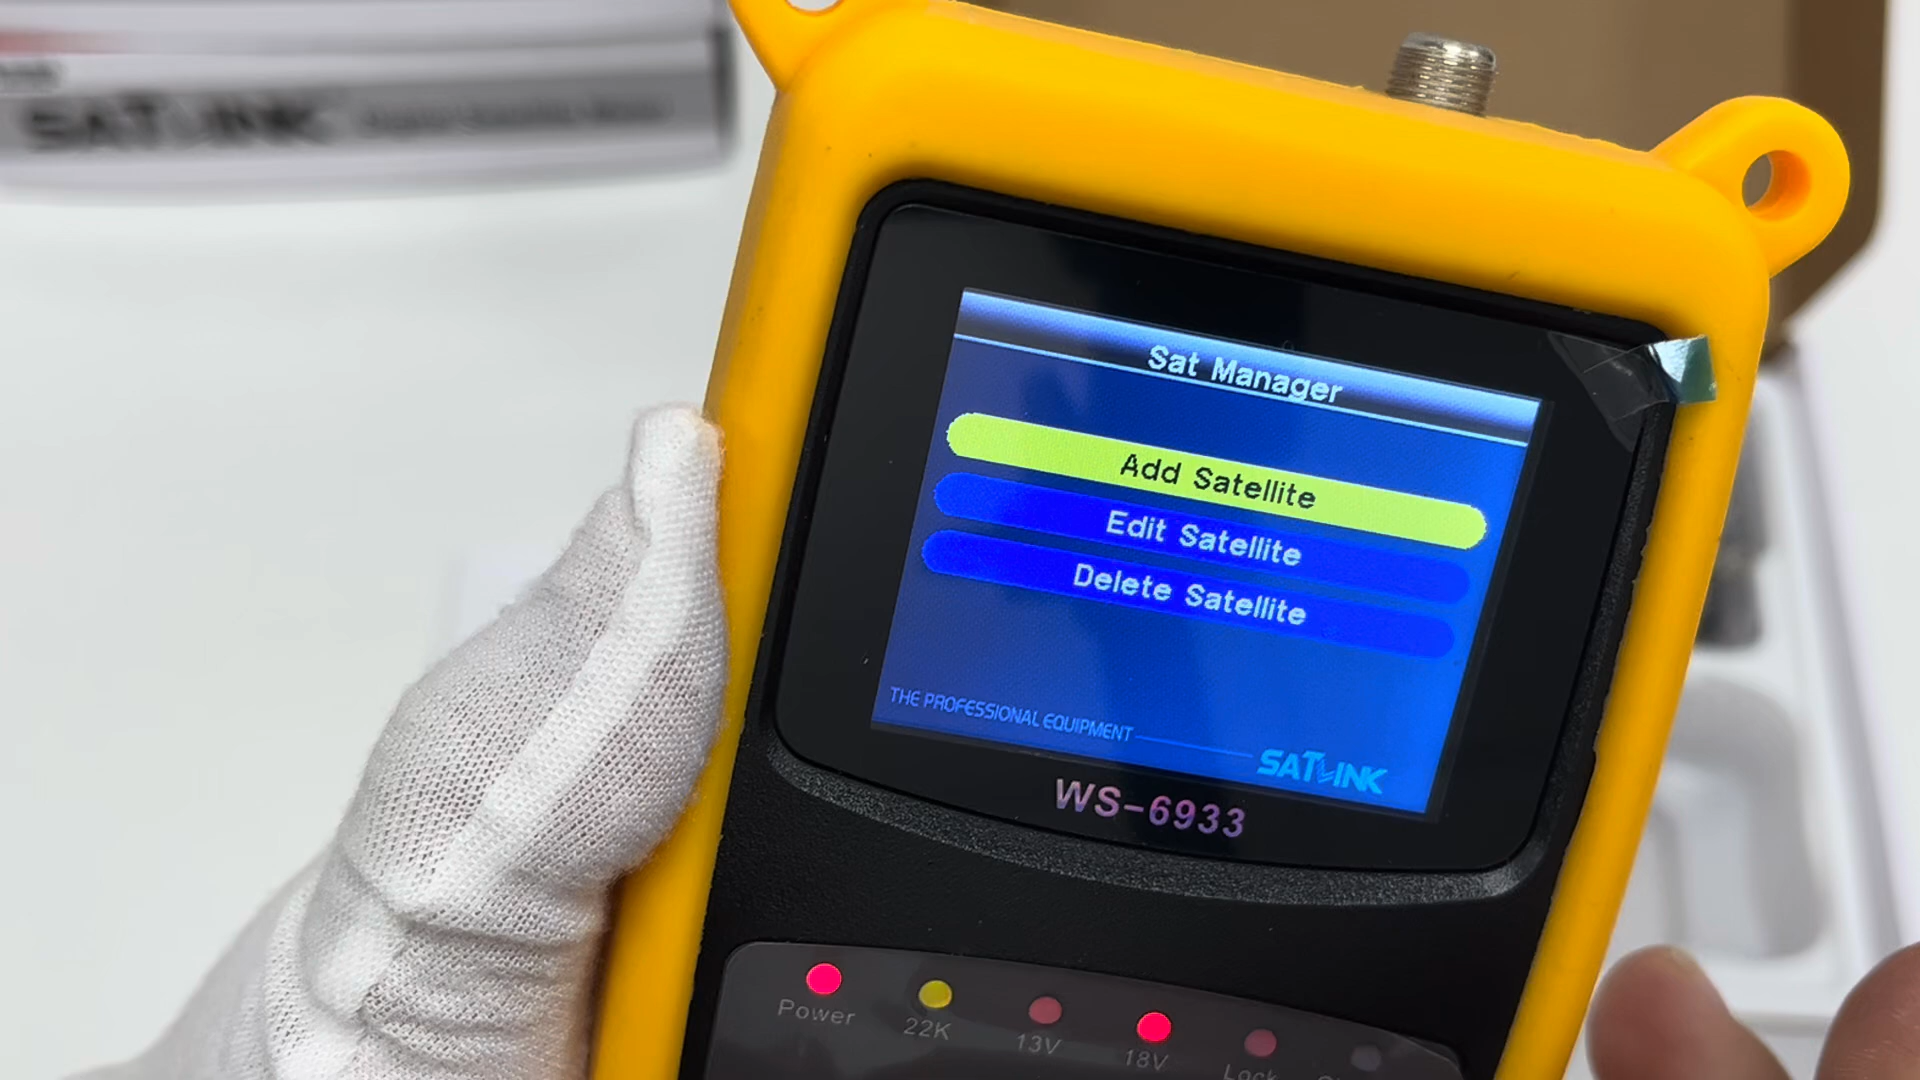 SATLINK
Sat Manager
Add Satellite
Edit Satellite
Delete Satellite
THE PROFESSIONAL EQUIPMENT
SATLINK
WS-6933
Power
22K
13V
18V
Lock